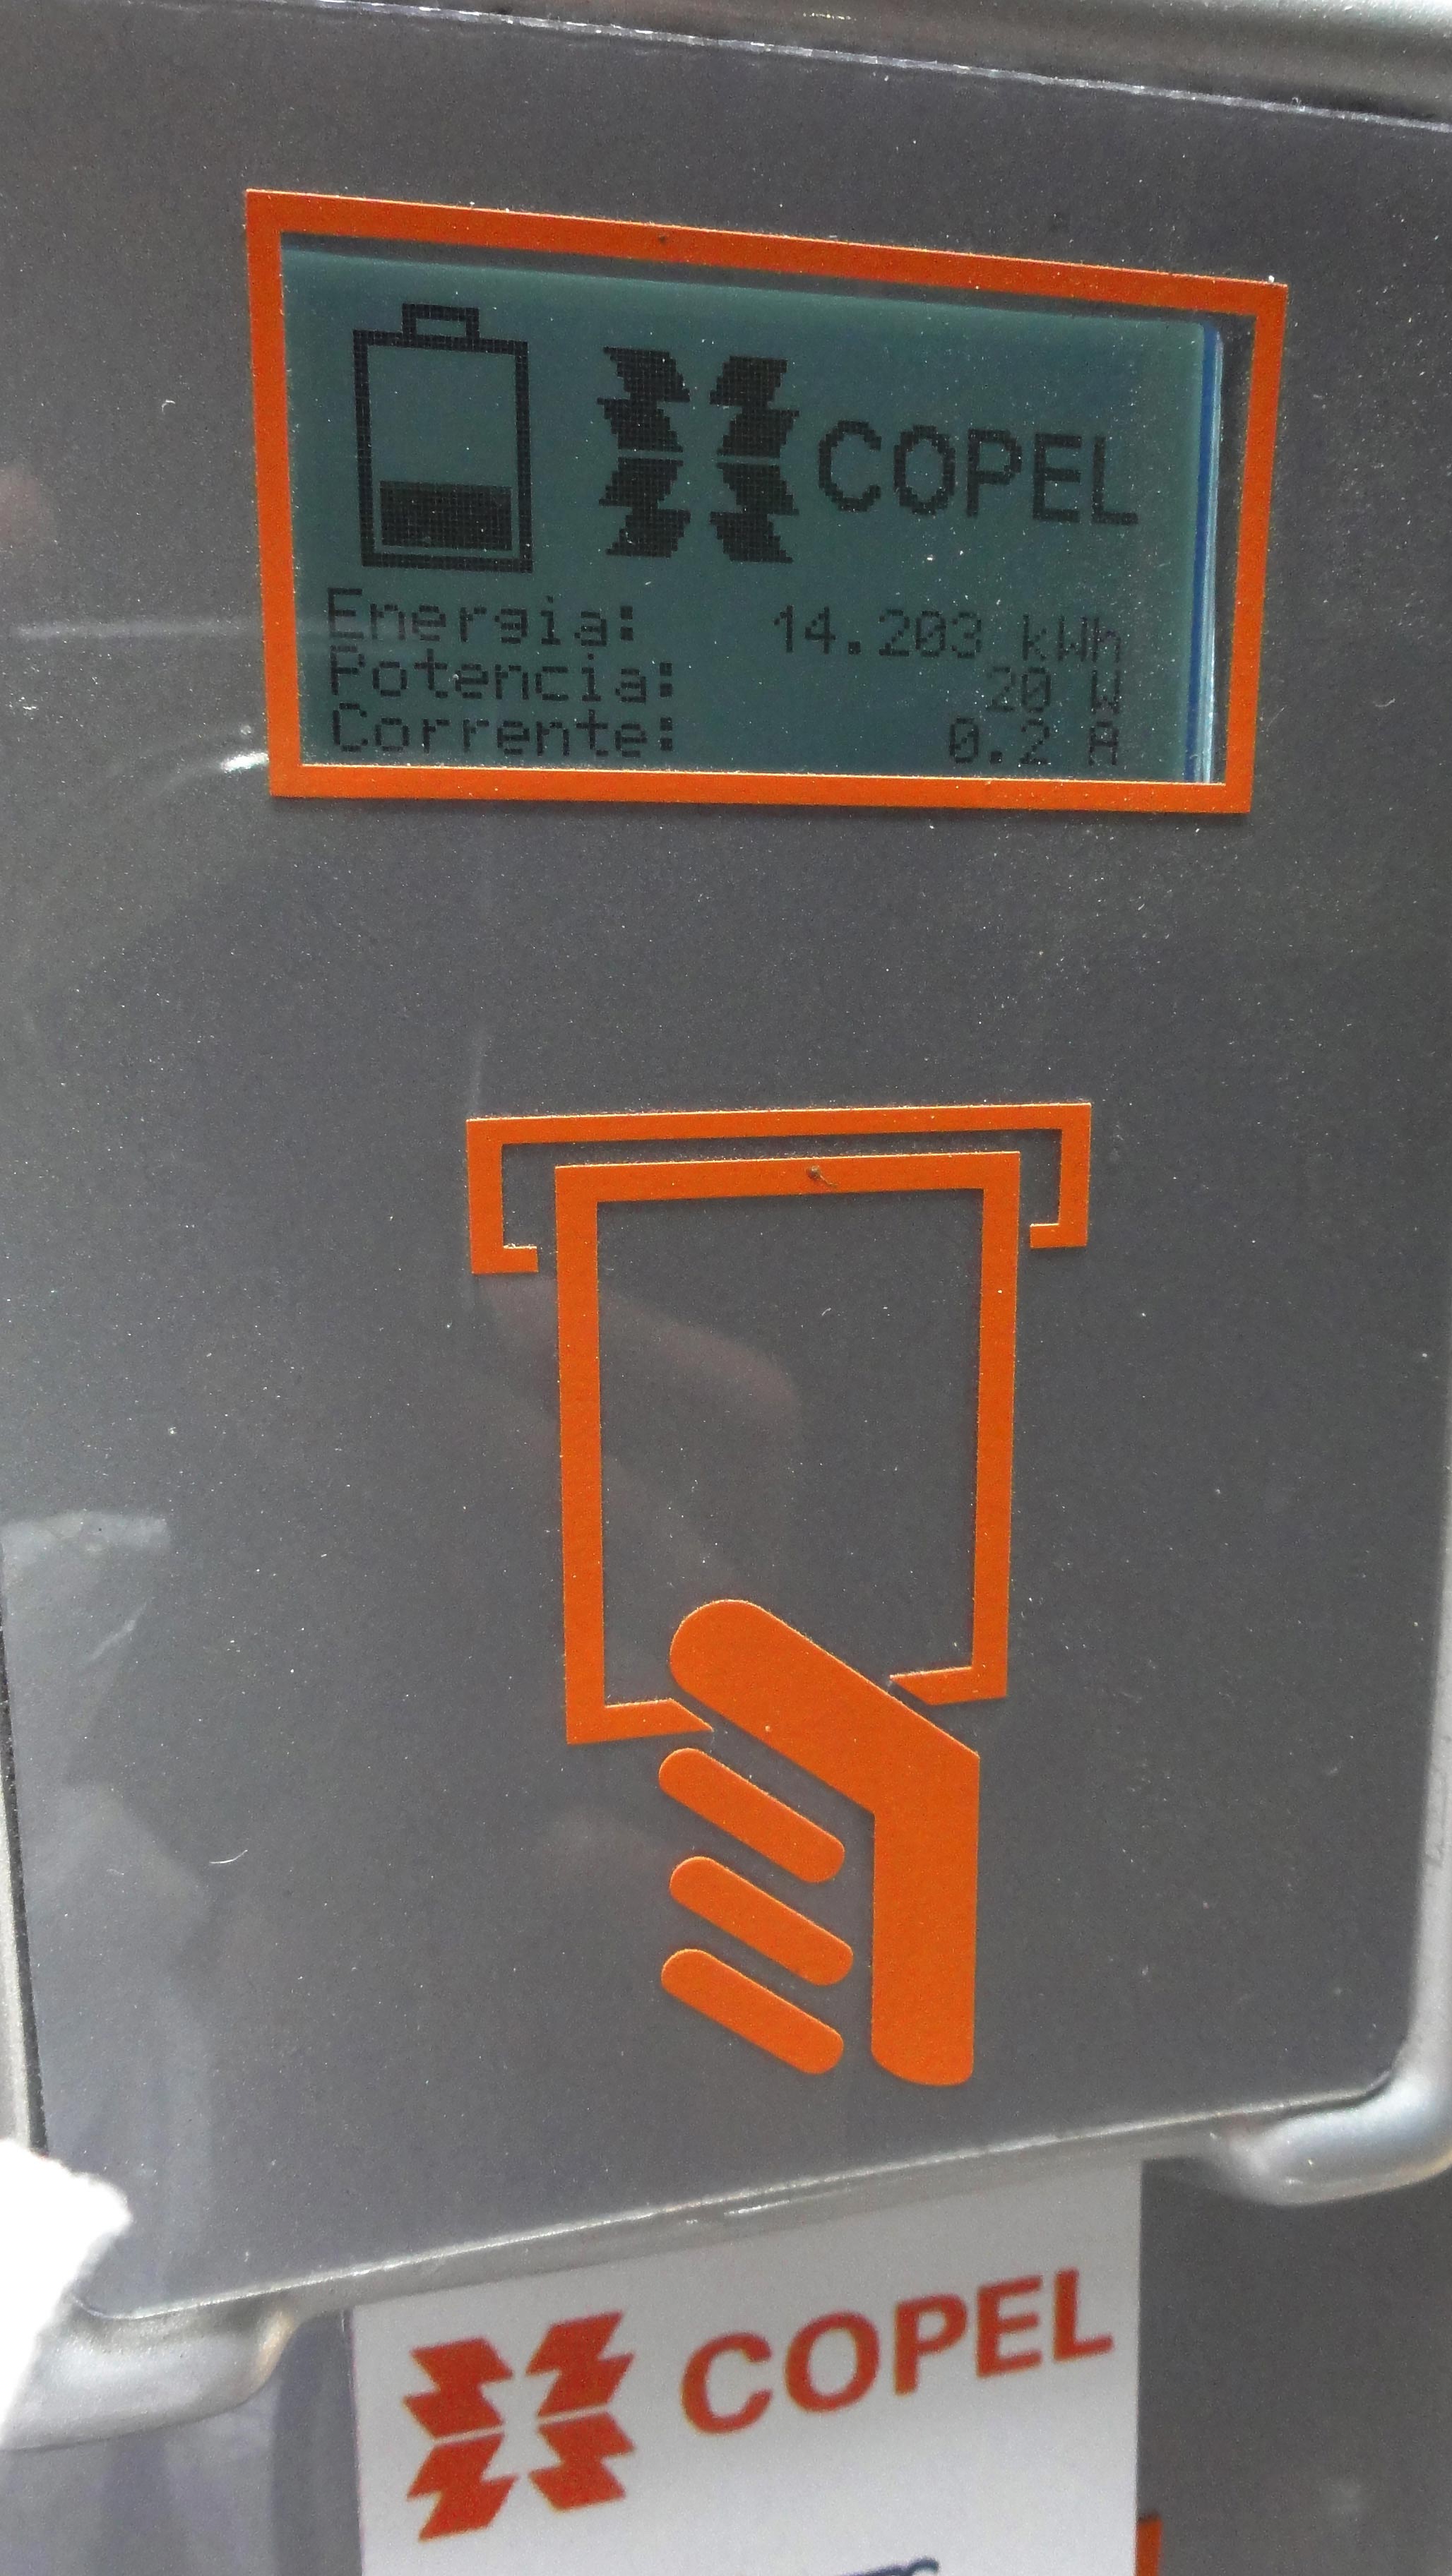 COPEL
Energia: 14.203 kWh
Potencia: 20 W
Corrente: 0.2 A
COPEL